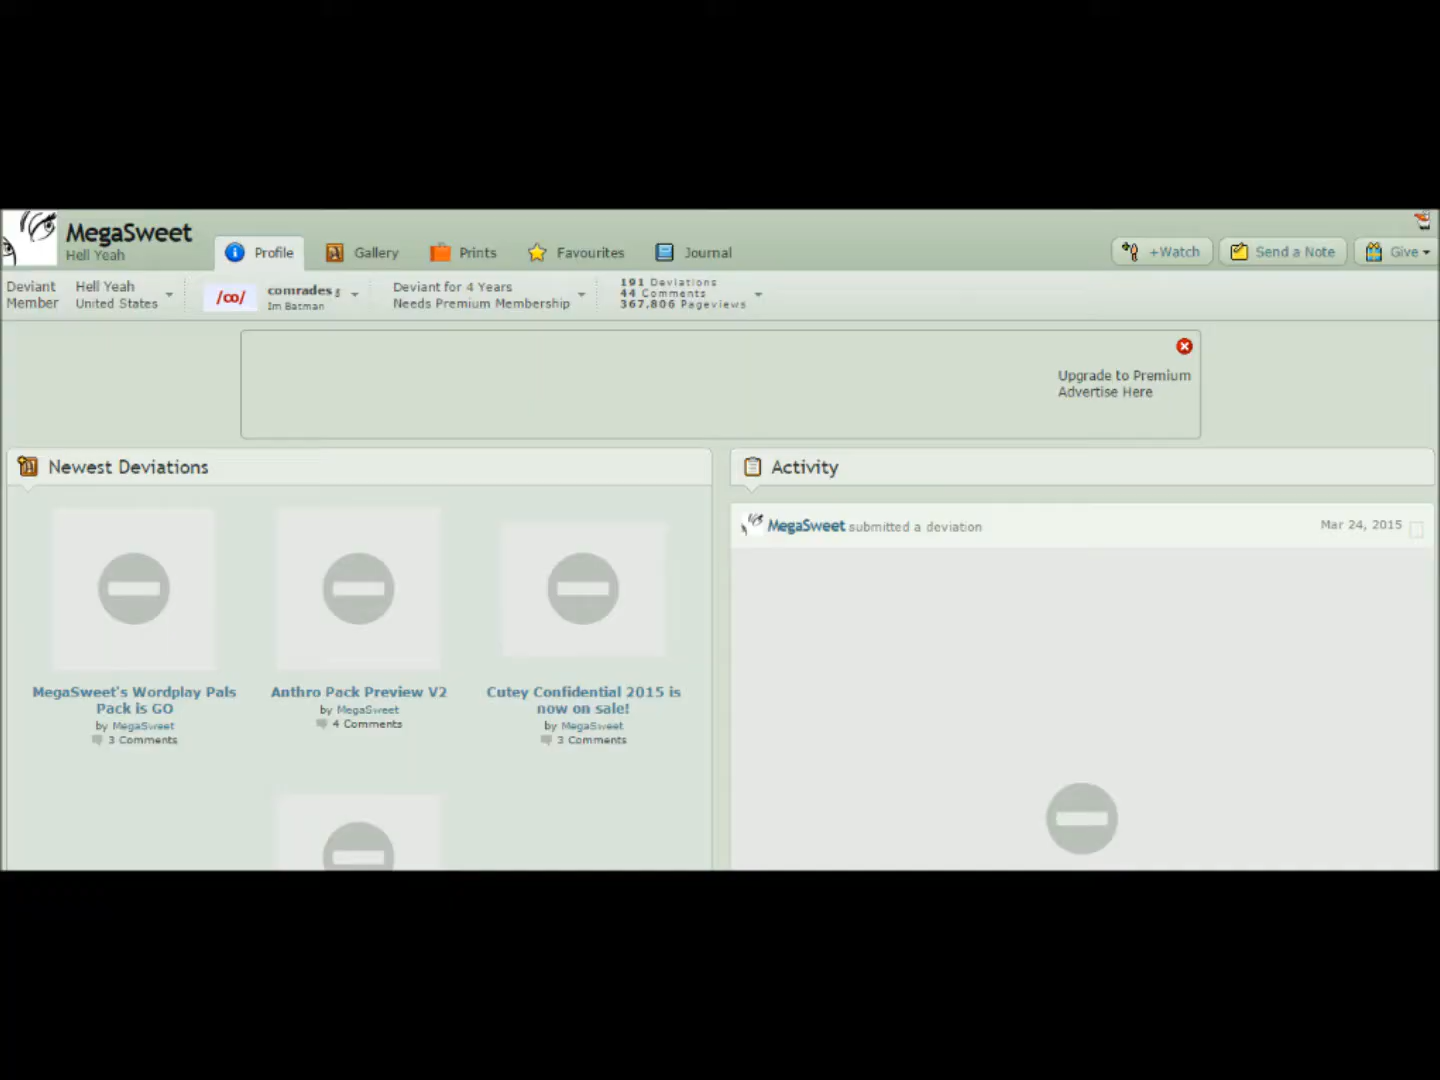 MegaSweet
Hell Yeah
Profile
Gallery
Prints
Favourites
Journal
+Watch
Send a Note
Give
Deviant
Member
Hell Yeah
United States
/co/
comrades
Im Batman
Deviant for 4 Years
Needs Premium Membership
191 Deviations
44 Comments
367,806 Pageviews
Upgrade to Premium
Advertise Here
Newest Deviations
MegaSweet's Wordplay Pals
Pack is GO
by MegaSweet
3 Comments
Anthro Pack Preview V2
by MegaSweet
4 Comments
Cutey Confidential 2015 is
now on sale!
by MegaSweet
3 Comments
Activity
MegaSweet submitted a deviation
Mar 24, 2015